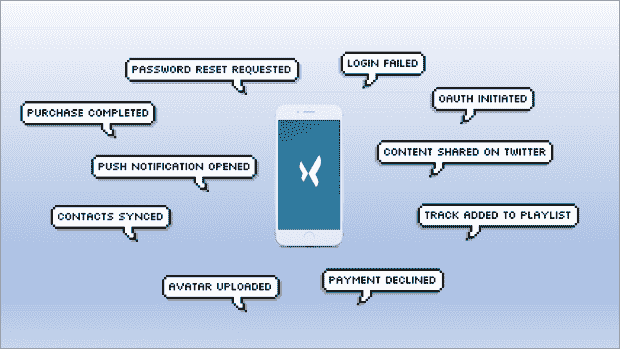 PASSWORD RESET REQUESTED
LOGIN FAILED
OAUTH INITIATED
PURCHASE COMPLETED
CONTENT SHARED ON TWITTER
PUSH NOTIFICATION OPENED
CONTACTS SYNCED
TRACK ADDED TO PLAYLIST
AVATAR UPLOADED
PAYMENT DECLINED